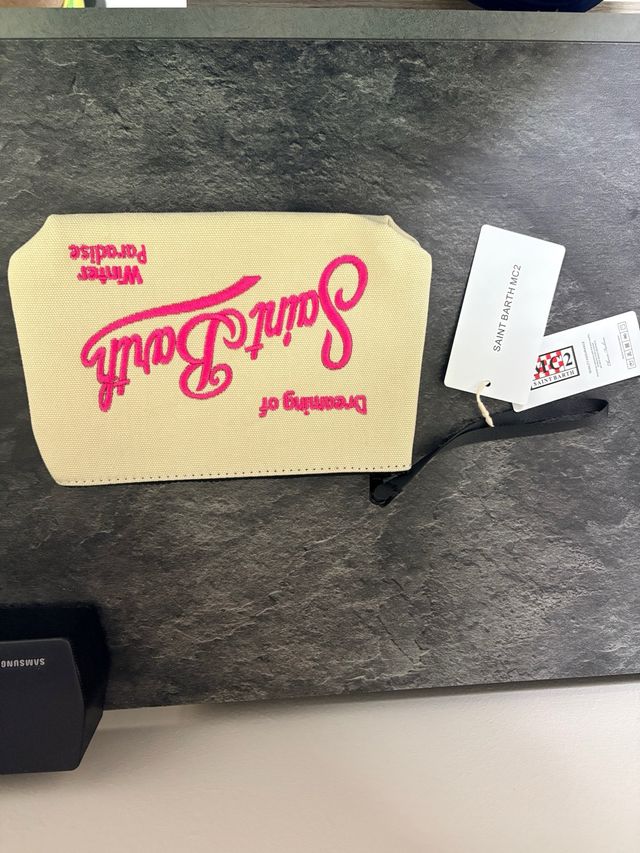 Dreaming of
Saint Barth
Winter
Paradise
SAINT BARTH MC2
MC2
SAINT BARTH
SAMSUNG